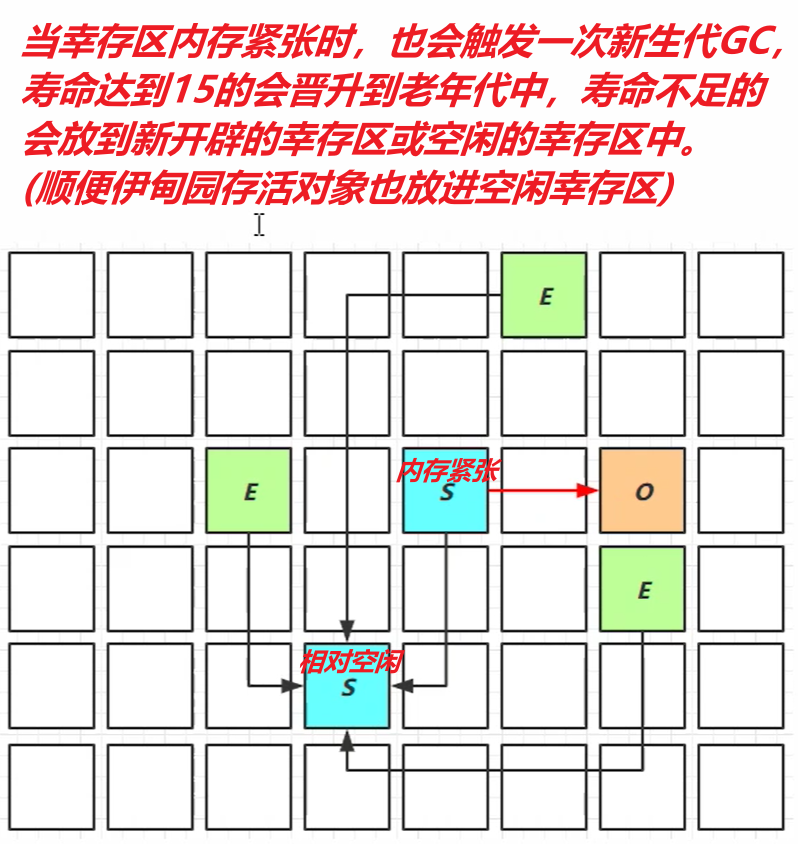 当幸存区内存紧张时，也会触发一次新生代GC，
寿命达到15的会晋升到老年代中，寿命不足的
会放到新开辟的幸存区或空闲的幸存区中。
(顺便伊甸园存活对象也放进空闲幸存区)
E
内存紧张
E
S
O
E
相对空闲
S